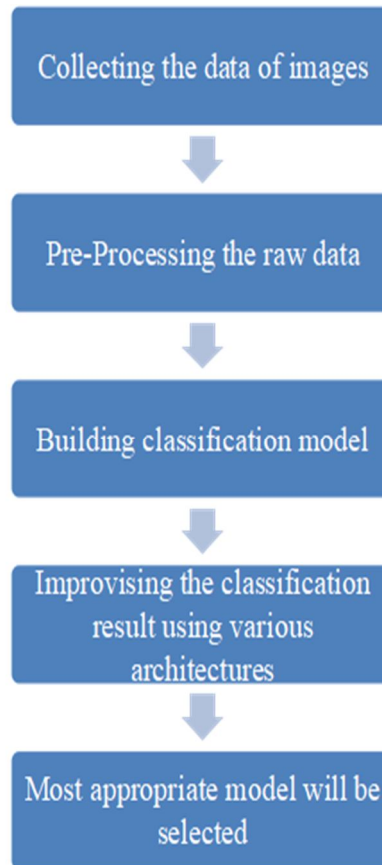 Collecting the data of images
Pre-Processing the raw data
Building classification model
Improvising the classification
result using various
architectures
Most appropriate model will be
selected